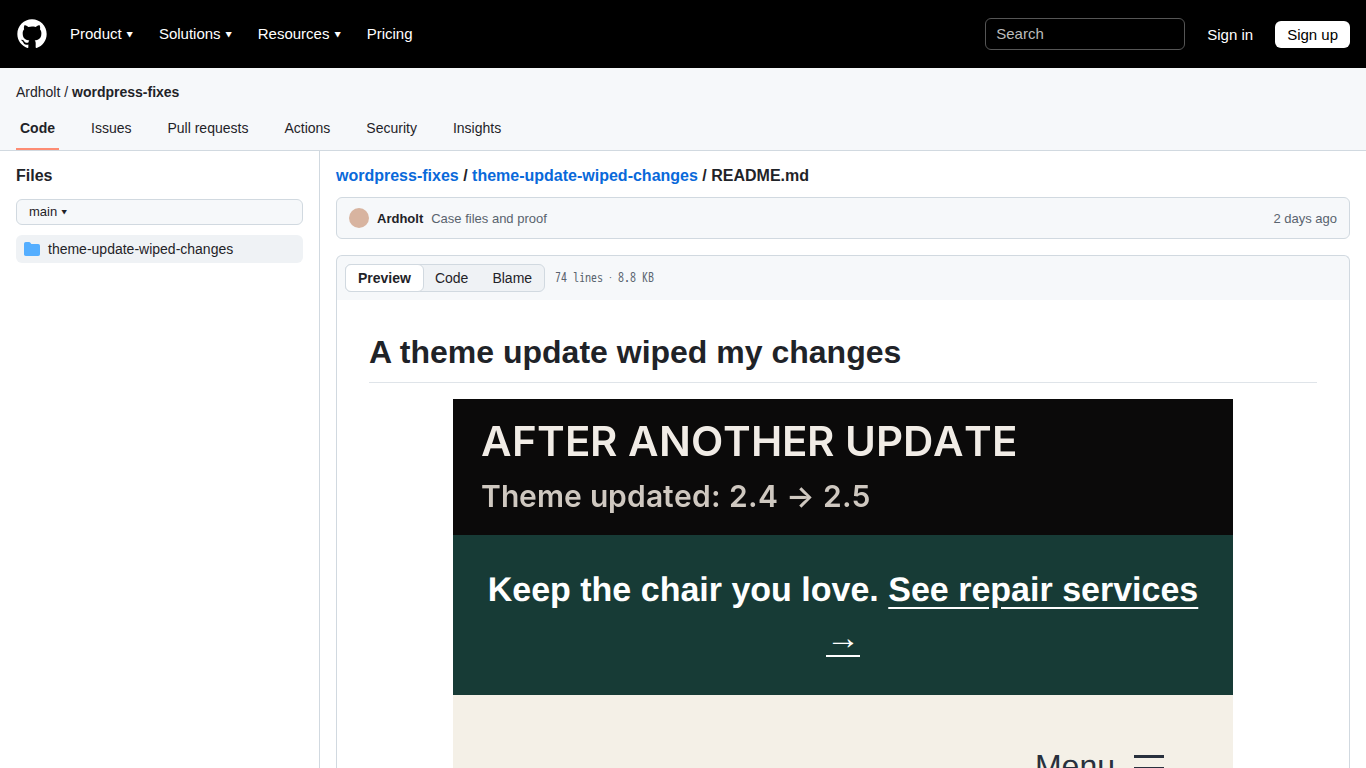 Product ▾ Solutions ▾ Resources ▾ Pricing Search Sign in Sign up
Ardholt / wordpress-fixes
Code Issues Pull requests Actions Security Insights
Files
main ▾
theme-update-wiped-changes
wordpress-fixes / theme-update-wiped-changes / README.md
Ardholt Case files and proof 2 days ago
Preview Code Blame 74 lines · 8.8 KB
A theme update wiped my changes
AFTER ANOTHER UPDATE
Theme updated: 2.4 → 2.5
Keep the chair you love. See repair services
→
Menu